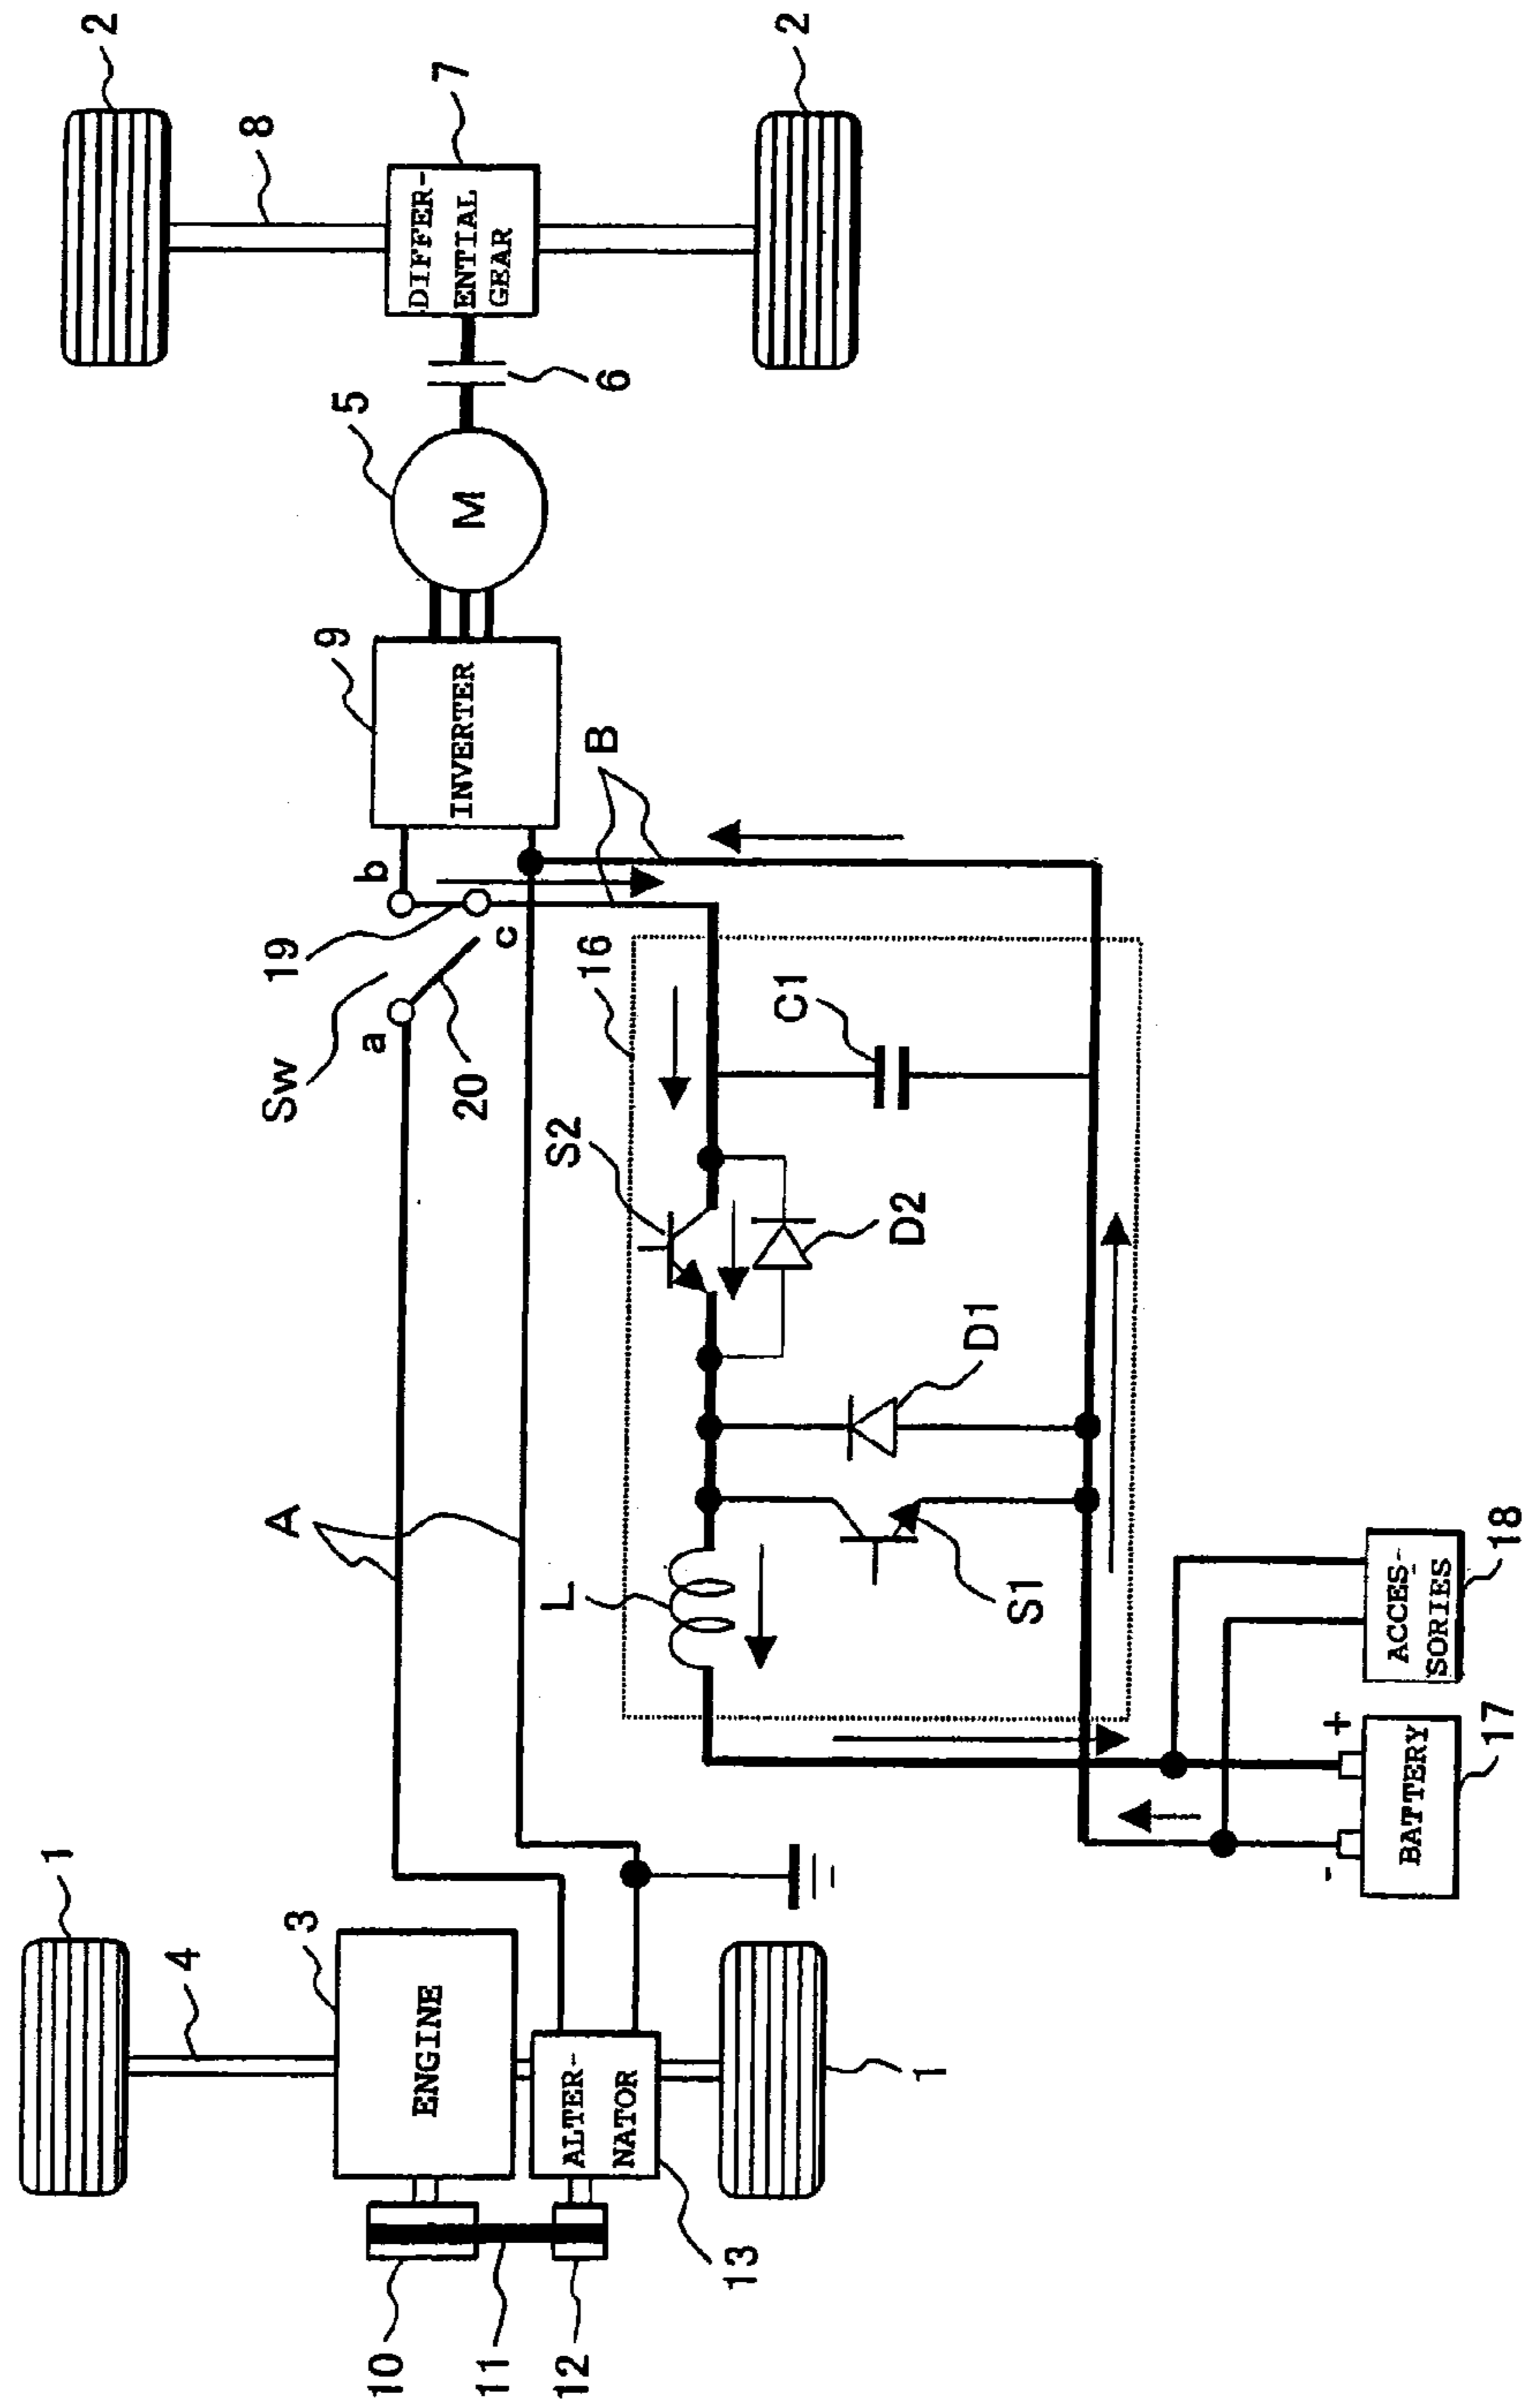 1
4
3
ENGINE
10
11
12
ALTER-
NATOR
13
1
A
Sw
a
20
19
b
c
9
INVERTER
B
5
M
6
7
DIFFER-
ENTIAL
GEAR
8
2
2
16
L
S2
D2
C1
D1
S1
+
-
BATTERY
17
ACCES-
SORIES
18